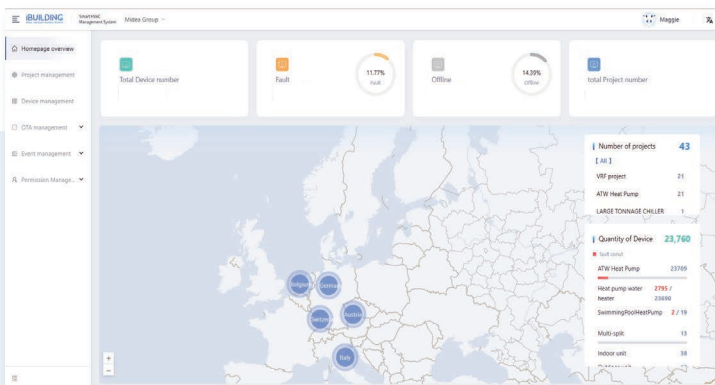 iBUILDING
SmartHVAC
Management System
Midea Group
Maggie
Homepage overview
Project management
Device management
OTA management
Event management
Permission Manage...
Total Device number
Fault
11.77%
Fault
Offline
14.39%
Offline
total Project number
Number of projects 43
[ All ]
VRF project 21
ATW Heat Pump 21
LARGE TONNAGE CHILLER 1
Quantity of Device 23,760
fault count
ATW Heat Pump 23709
Heat pump water 2795 /
heater 23690
SwimmingPoolHeatPump 2 / 19
Multi-split 13
Indoor unit 38
Belgium
German
Switzerl
Austria
Italy
+
−